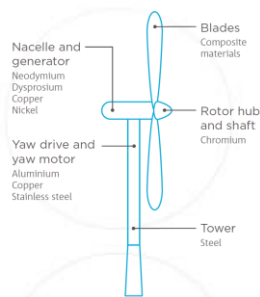 Blades
Composite
materials
Nacelle and
generator
Neodymium
Dysprosium
Copper
Nickel
Rotor hub
and shaft
Chromium
Yaw drive and
yaw motor
Aluminium
Copper
Stainless steel
Tower
Steel